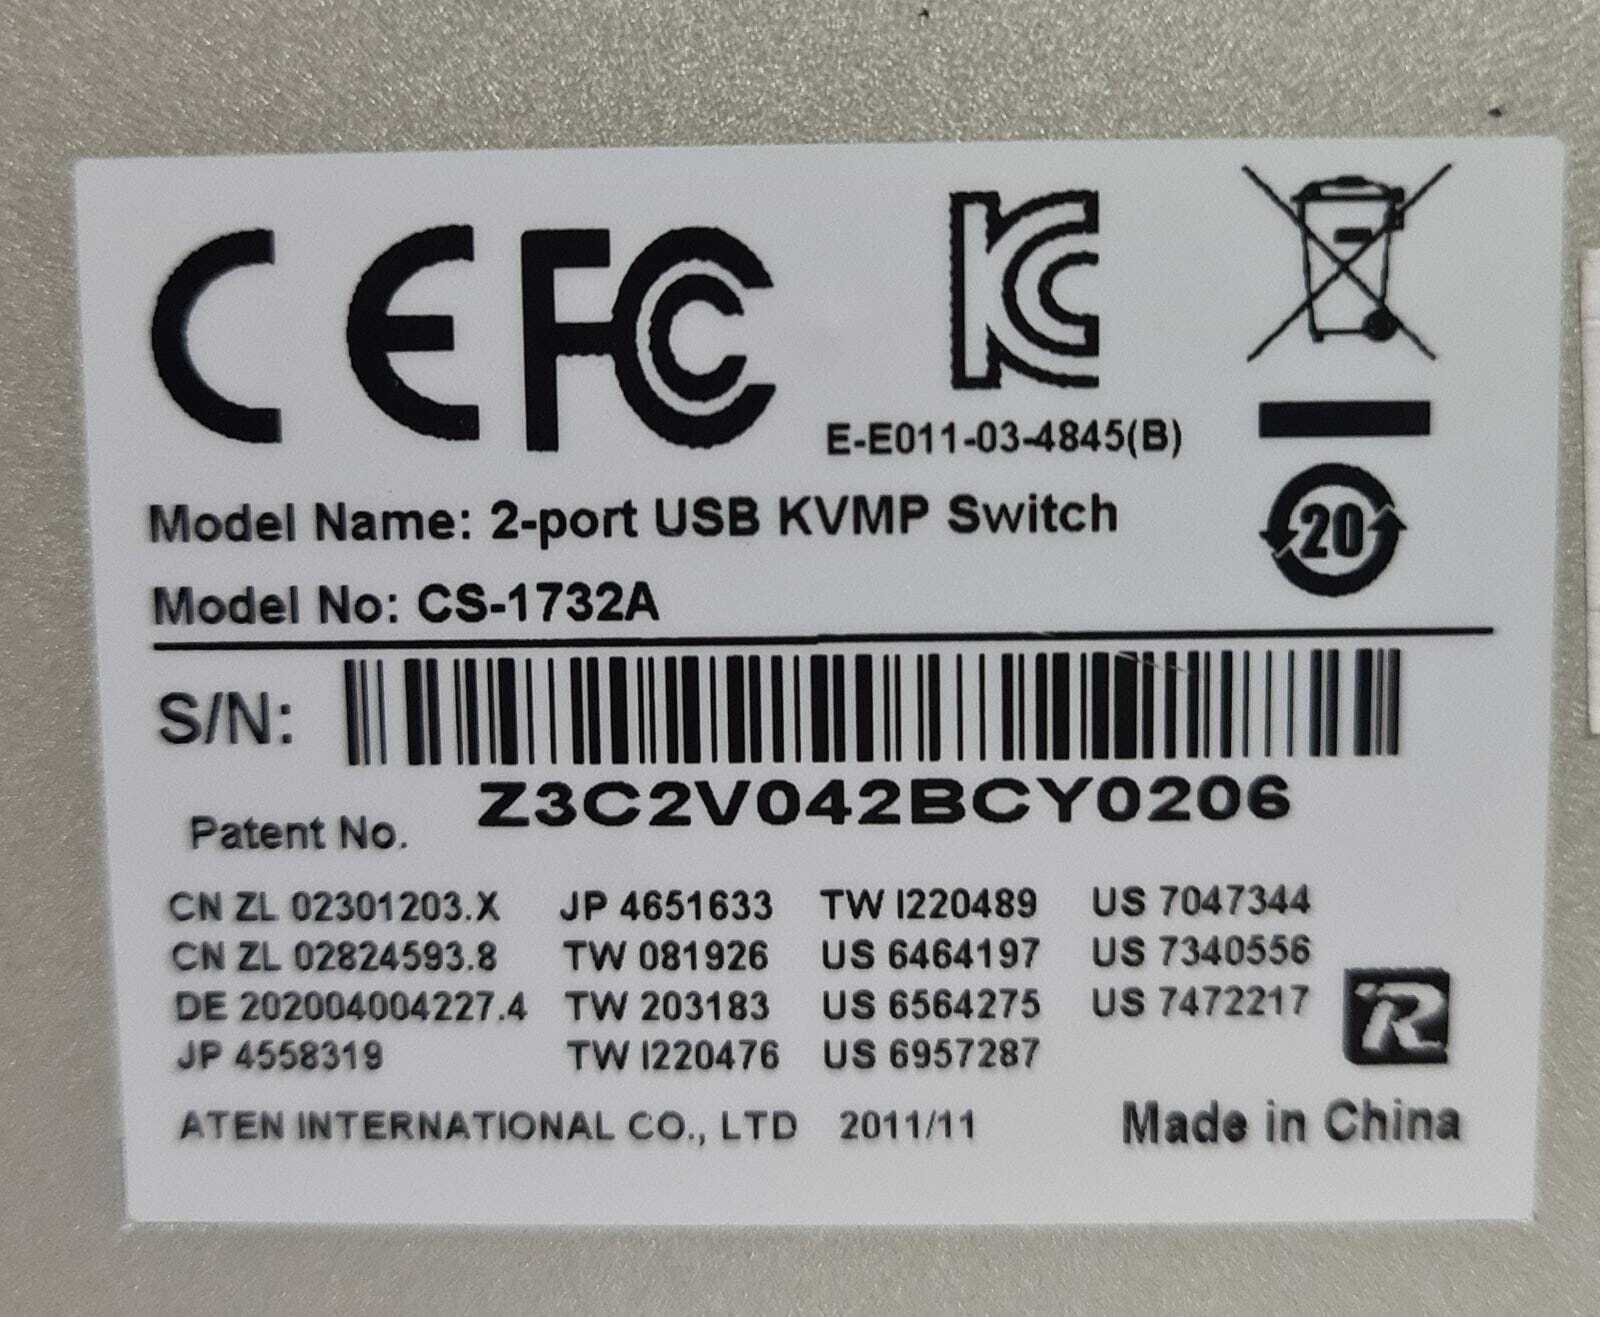 CE FC KC
E-E011-03-4845(B)
Model Name: 2-port USB KVMP Switch
20
Model No: CS-1732A
S/N:
Z3C2V042BCY0206
Patent No.
CN ZL 02301203.X JP 4651633 TW I220489 US 7047344
CN ZL 02824593.8 TW 081926 US 6464197 US 7340556
DE 202004004227.4 TW 203183 US 6564275 US 7472217
JP 4558319 TW I220476 US 6957287
R
ATEN INTERNATIONAL CO., LTD 2011/11 Made in China